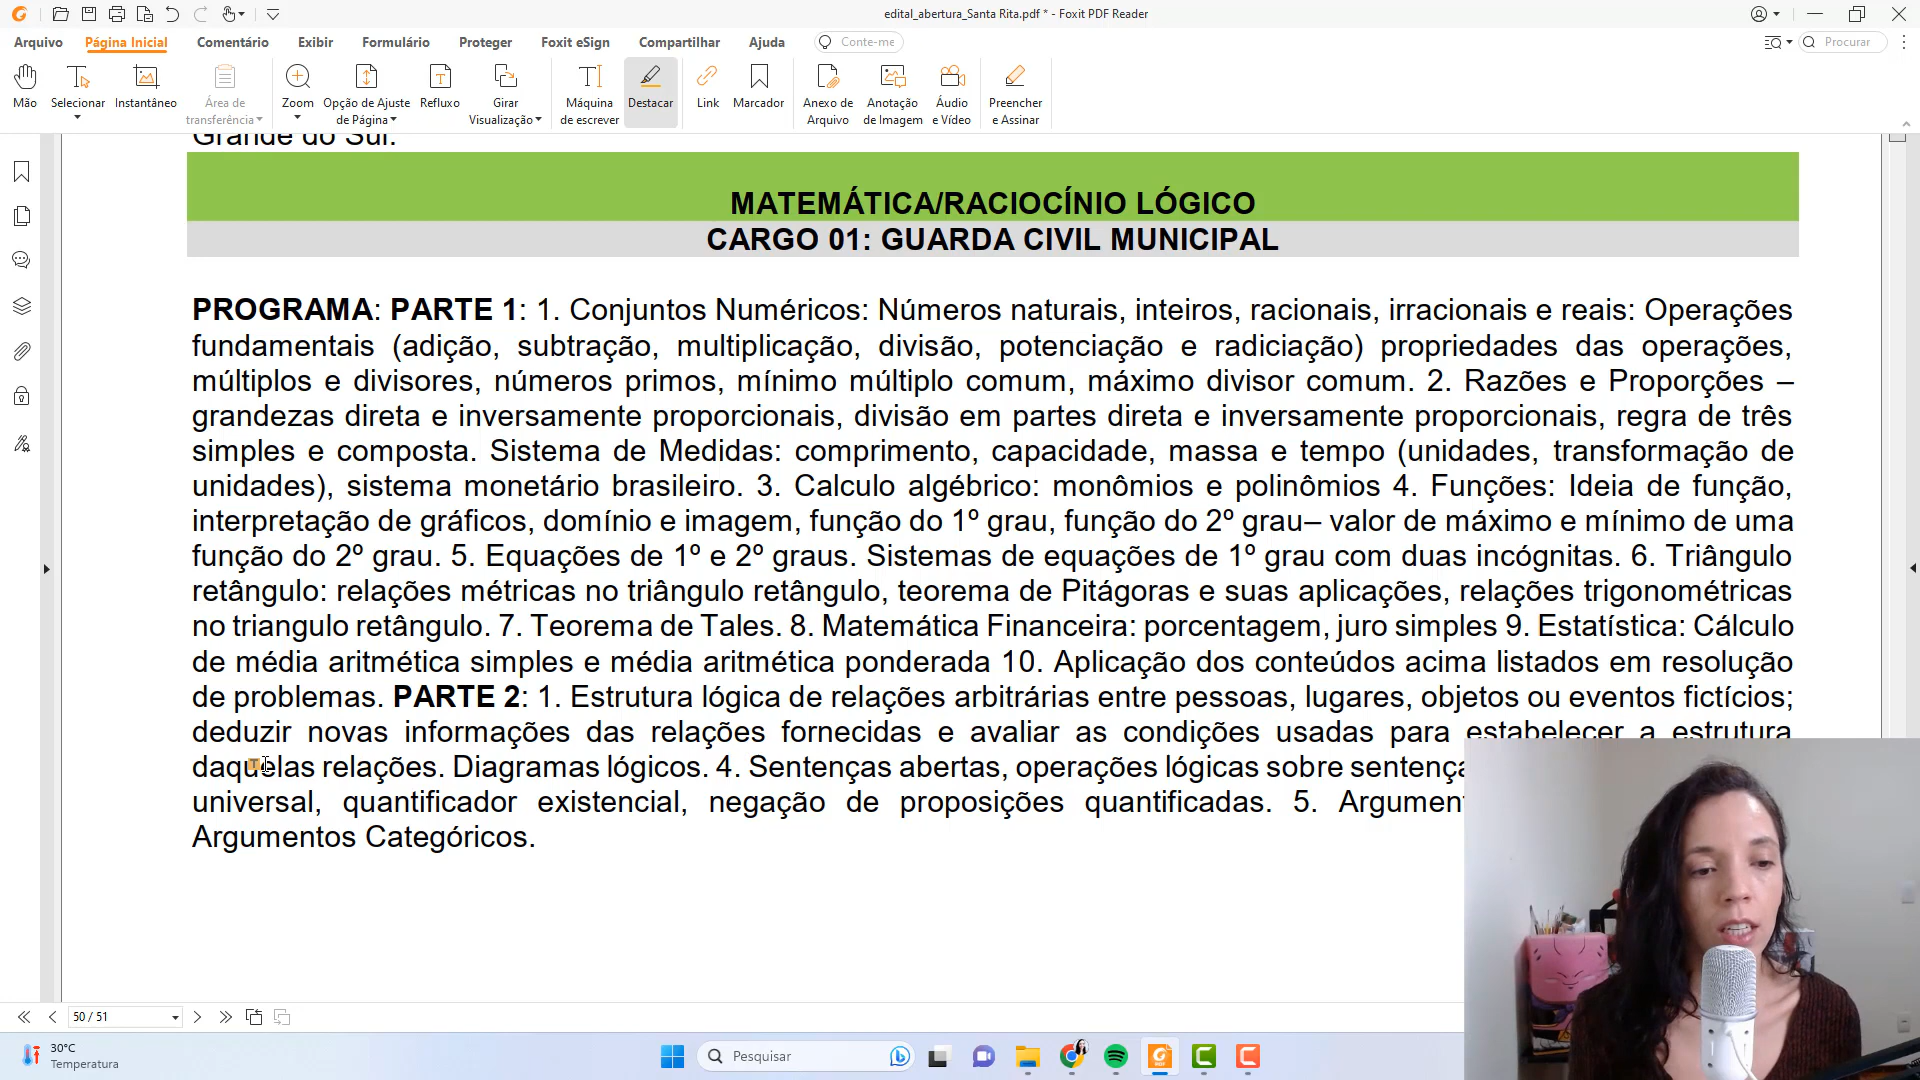 edital_abertura_Santa Rita.pdf * - Foxit PDF Reader
Arquivo Página Inicial Comentário Exibir Formulário Proteger Foxit eSign Compartilhar Ajuda Conte-me Procurar
Mão Selecionar Instantâneo Área de transferência Zoom Opção de Ajuste de Página Refluxo Girar Visualização Máquina de escrever Destacar Link Marcador Anexo de Arquivo Anotação de Imagem Áudio e Vídeo Preencher e Assinar
Grande do Sul.
MATEMÁTICA/RACIOCÍNIO LÓGICO
CARGO 01: GUARDA CIVIL MUNICIPAL
PROGRAMA: PARTE 1: 1. Conjuntos Numéricos: Números naturais, inteiros, racionais, irracionais e reais: Operações
fundamentais (adição, subtração, multiplicação, divisão, potenciação e radiciação) propriedades das operações,
múltiplos e divisores, números primos, mínimo múltiplo comum, máximo divisor comum. 2. Razões e Proporções –
grandezas direta e inversamente proporcionais, divisão em partes direta e inversamente proporcionais, regra de três
simples e composta. Sistema de Medidas: comprimento, capacidade, massa e tempo (unidades, transformação de
unidades), sistema monetário brasileiro. 3. Calculo algébrico: monômios e polinômios 4. Funções: Ideia de função,
interpretação de gráficos, domínio e imagem, função do 1º grau, função do 2º grau– valor de máximo e mínimo de uma
função do 2º grau. 5. Equações de 1º e 2º graus. Sistemas de equações de 1º grau com duas incógnitas. 6. Triângulo
retângulo: relações métricas no triângulo retângulo, teorema de Pitágoras e suas aplicações, relações trigonométricas
no triangulo retângulo. 7. Teorema de Tales. 8. Matemática Financeira: porcentagem, juro simples 9. Estatística: Cálculo
de média aritmética simples e média aritmética ponderada 10. Aplicação dos conteúdos acima listados em resolução
de problemas. PARTE 2: 1. Estrutura lógica de relações arbitrárias entre pessoas, lugares, objetos ou eventos fictícios;
deduzir novas informações das relações fornecidas e avaliar as condições usadas para estabelecer a estrutura
daquelas relações. Diagramas lógicos. 4. Sentenças abertas, operações lógicas sobre
universal, quantificador existencial, negação de proposições quantificadas. 5.
Argumentos Categóricos.
50 / 51
30°C
Temperatura
Pesquisar